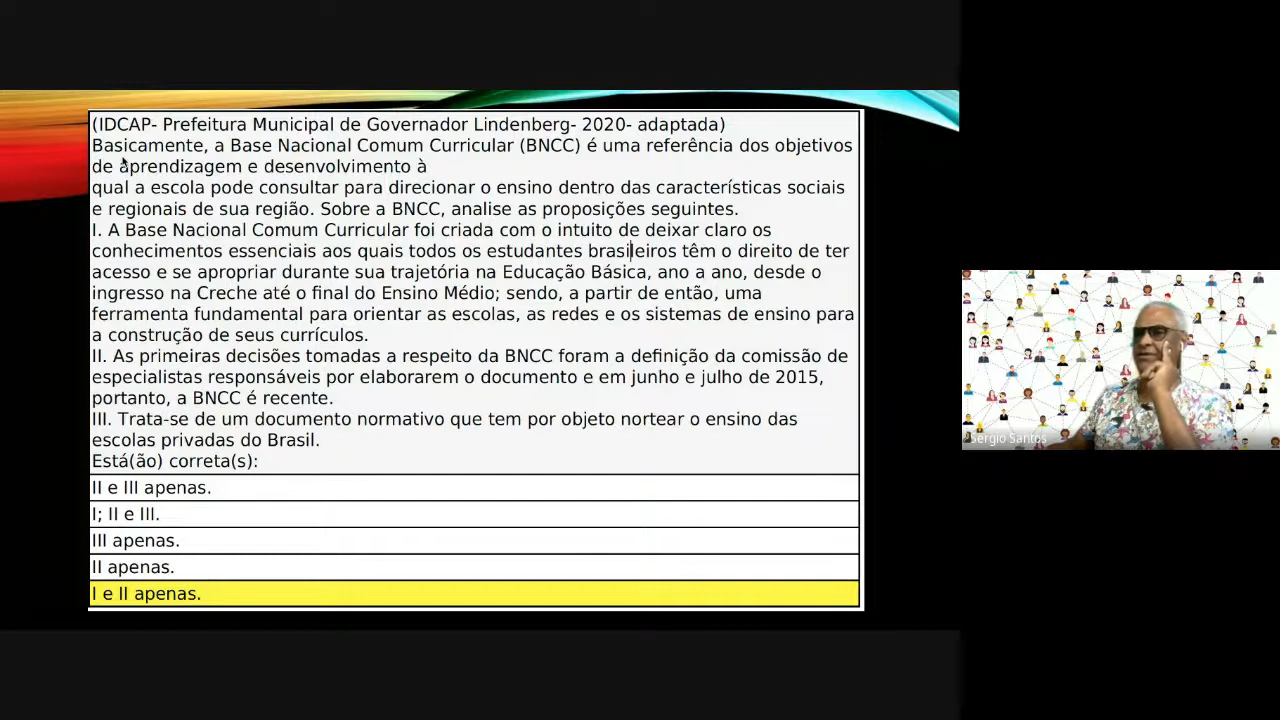 (IDCAP- Prefeitura Municipal de Governador Lindenberg- 2020- adaptada)
Basicamente, a Base Nacional Comum Curricular (BNCC) é uma referência dos objetivos
de aprendizagem e desenvolvimento à
qual a escola pode consultar para direcionar o ensino dentro das características sociais
e regionais de sua região. Sobre a BNCC, analise as proposições seguintes.
I. A Base Nacional Comum Curricular foi criada com o intuito de deixar claro os
conhecimentos essenciais aos quais todos os estudantes brasileiros têm o direito de ter
acesso e se apropriar durante sua trajetória na Educação Básica, ano a ano, desde o
ingresso na Creche até o final do Ensino Médio; sendo, a partir de então, uma
ferramenta fundamental para orientar as escolas, as redes e os sistemas de ensino para
a construção de seus currículos.
II. As primeiras decisões tomadas a respeito da BNCC foram a definição da comissão de
especialistas responsáveis por elaborarem o documento e em junho e julho de 2015,
portanto, a BNCC é recente.
III. Trata-se de um documento normativo que tem por objeto nortear o ensino das
escolas privadas do Brasil.
Está(ão) correta(s):
II e III apenas.
I; II e III.
III apenas.
II apenas.
I e II apenas.
Sergio Santos